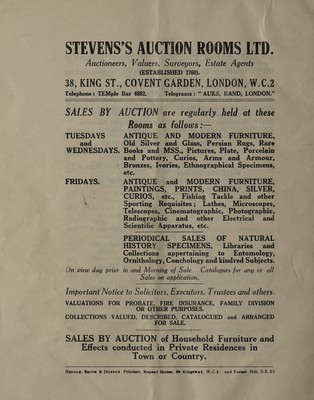 STEVENS'S AUCTION ROOMS LTD.
Auctioneers, Valuers, Surveyors, Estate Agents
(ESTABLISHED 1760).
38, KING ST., COVENT GARDEN, LONDON, W.C.2
Telephone: TEMple Bar 6882. Telegrams: "AUKS, RAND, LONDON."
SALES BY AUCTION are regularly held at these
Rooms as follows:—
TUESDAYS ANTIQUE AND MODERN FURNITURE,
and Old Silver and Glass, Persian Rugs, Rare
WEDNESDAYS. Books and MSS., Pictures, Plate, Porcelain
and Pottery, Curios, Arms and Armour,
Bronzes, Ivories, Ethnographical Specimens,
etc.
FRIDAYS. ANTIQUE and MODERN FURNITURE,
PAINTINGS, PRINTS, CHINA, SILVER,
CURIOS, etc., Fishing Tackle and other
Sporting Requisites; Lathes, Microscopes,
Telescopes, Cinematographic, Photographic,
Radiographic and other Electrical and
Scientific Apparatus, etc.
PERIODICAL SALES OF NATURAL
HISTORY SPECIMENS, Libraries and
Collections appertaining to Entomology,
Ornithology, Conchology and kindred Subjects.
On view day prior to and Morning of Sale. Catalogues for any or all
Sales on application.
Important Notice to Solicitors, Executors, Trustees and others.
VALUATIONS FOR PROBATE, FIRE INSURANCE, FAMILY DIVISION
OR OTHER PURPOSES.
COLLECTIONS VALUED, DESCRIBED, CATALOGUED and ARRANGED
FOR SALE.
SALES BY AUCTION of Household Furniture and
Effects conducted in Private Residences in
Town or Country.
Kingsway, W.C.2. and Forest Hill, S.E.23